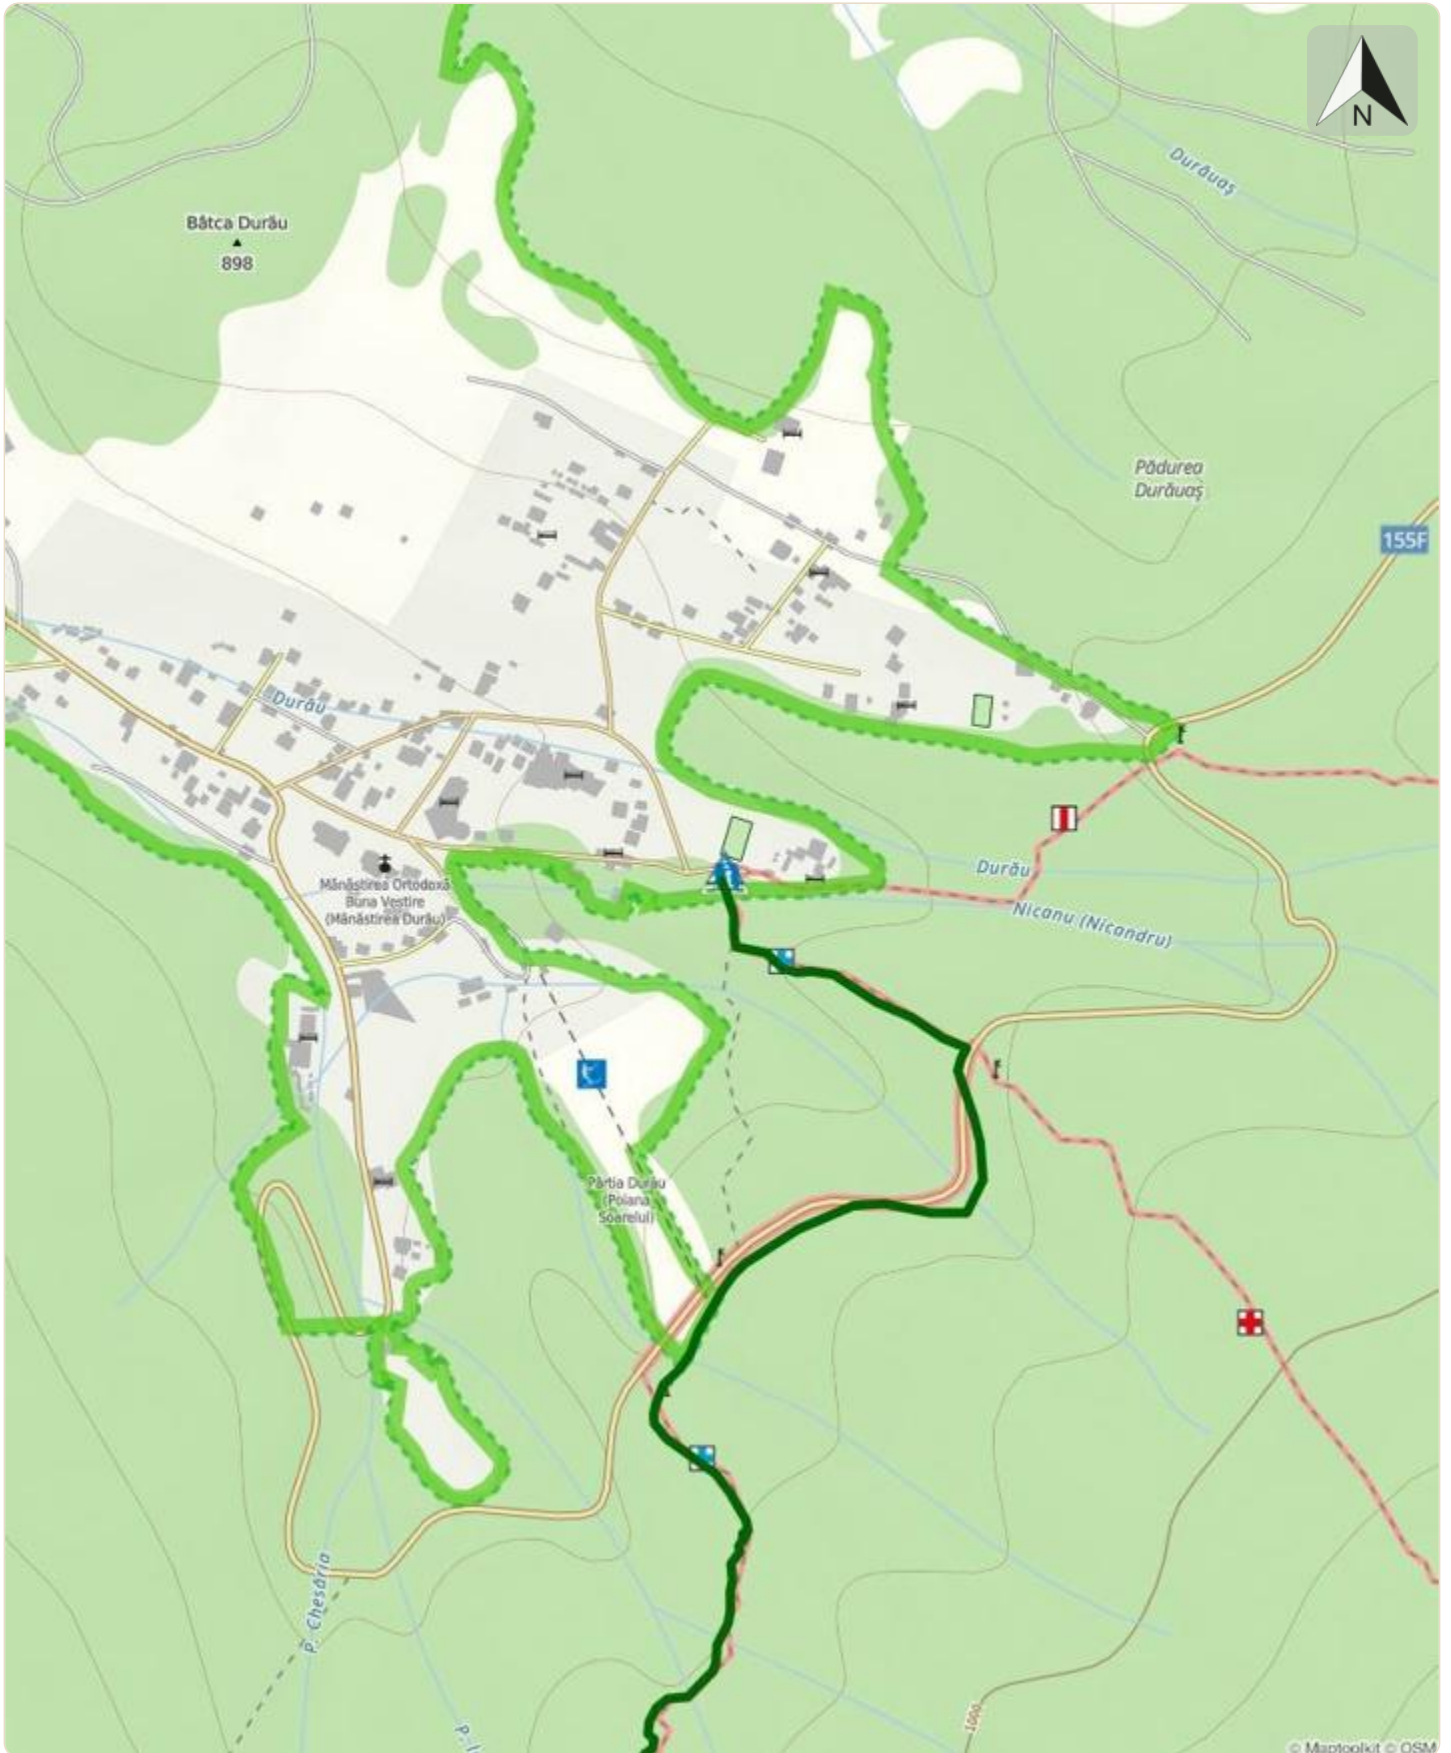 N
Durăuaș
Bâtca Durău
898
Pădurea
Durăuaș
155F
Durău
Durău
Mănăstirea Ortodoxă
Buna Vestire
(Mănăstirea Durău)
Nicanu (Nicandru)
Pârtia Durău
(Poiana
Soarelui)
P. Chesăria
1000
© Maptoolkit © OSM